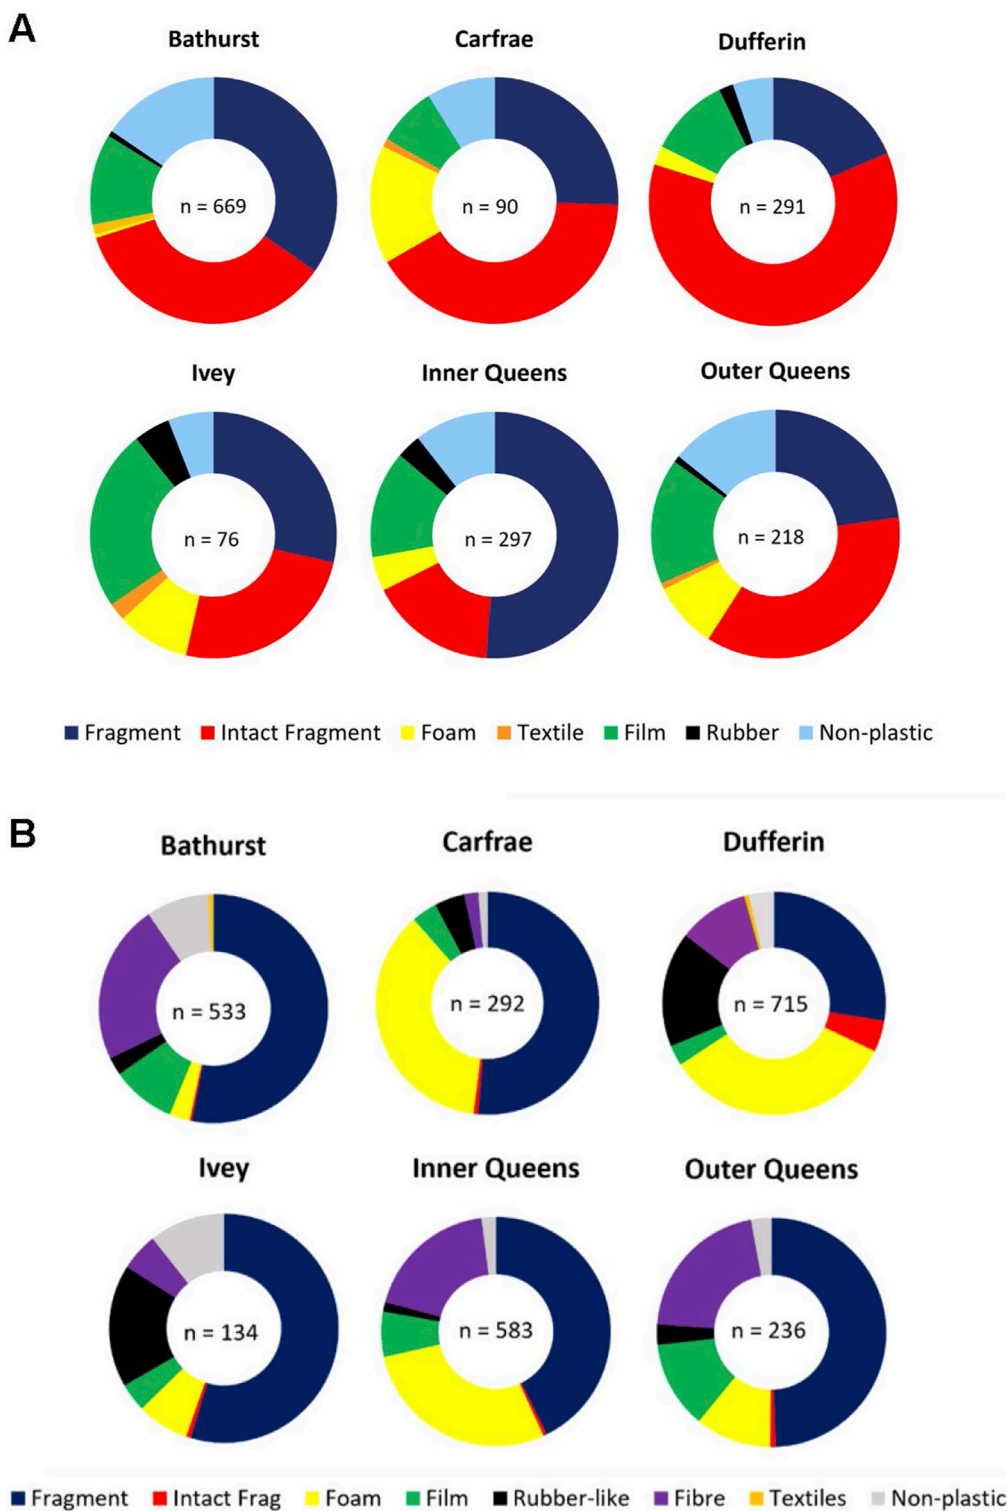 A
Bathurst Carfrae Dufferin
n = 669 n = 90 n = 291
Ivey Inner Queens Outer Queens
n = 76 n = 297 n = 218
Fragment Intact Fragment Foam Textile Film Rubber Non-plastic
B
Bathurst Carfrae Dufferin
n = 533 n = 292 n = 715
Ivey Inner Queens Outer Queens
n = 134 n = 583 n = 236
Fragment Intact Frag Foam Film Rubber-like Fibre Textiles Non-plastic